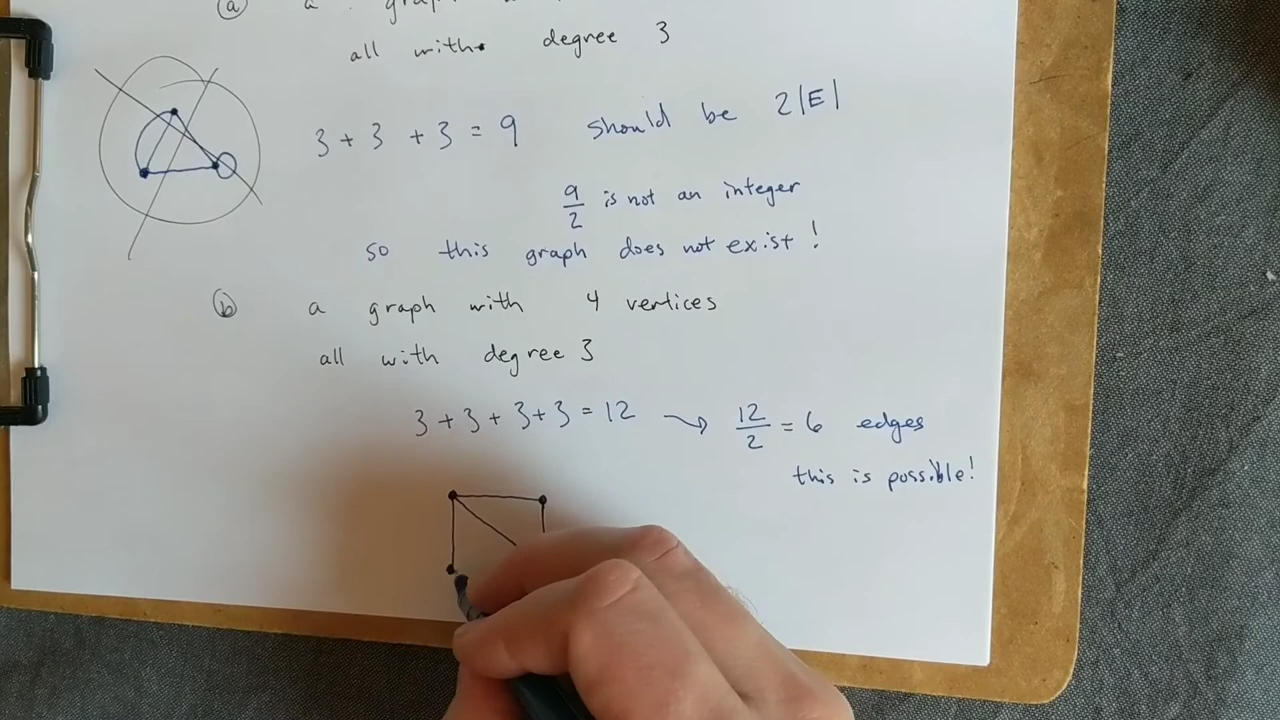 (a) a graph
all with degree 3
3 + 3 + 3 = 9 should be 2|E|
9/2 is not an integer
so this graph does not exist!
(b) a graph with 4 vertices
all with degree 3
3 + 3 + 3 + 3 = 12 ⤳ 12/2 = 6 edges
this is possible!